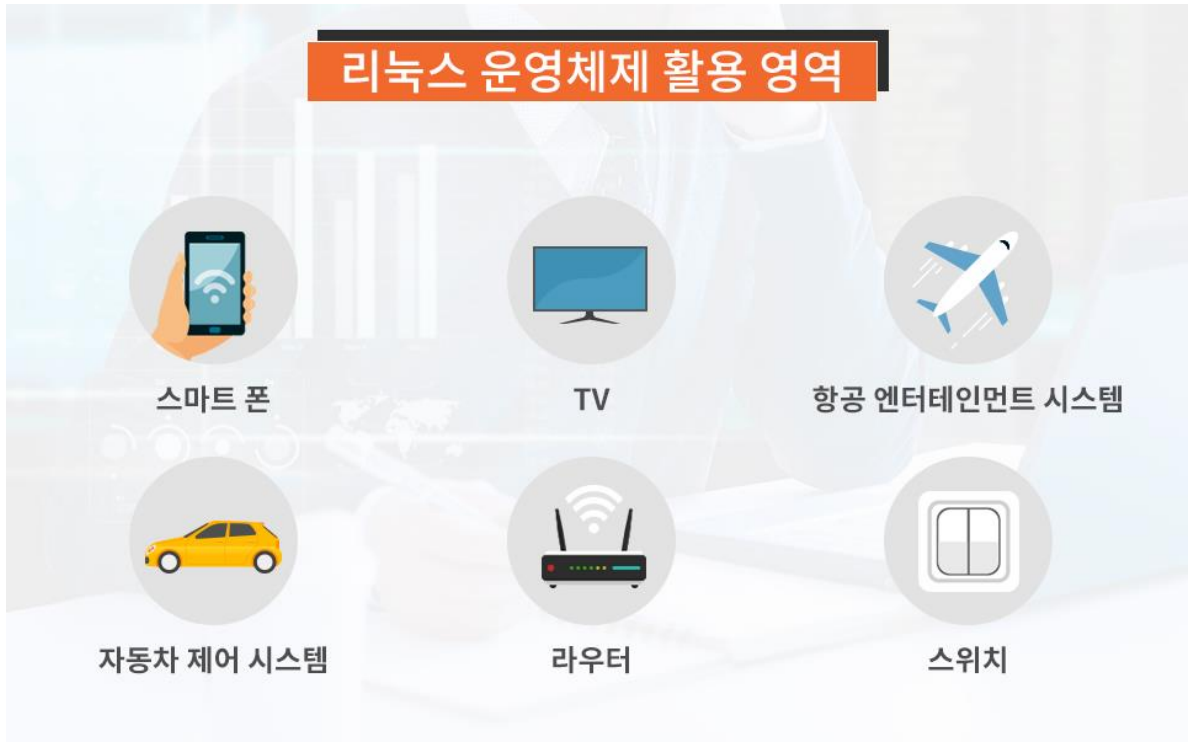 리눅스 운영체제 활용 영역
스마트 폰
TV
항공 엔터테인먼트 시스템
자동차 제어 시스템
라우터
스위치